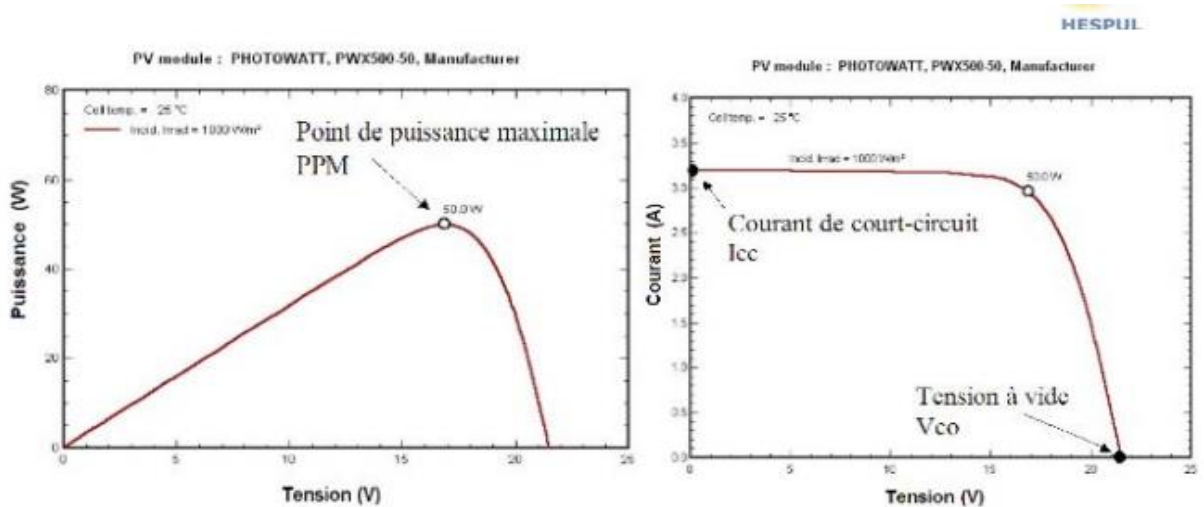 HESPUL
PV module : PHOTOWATT, PWX500-50, Manufacturer
80
60
40
20
0
Cell temp. = 25 °C
Incid. Irrad = 1000 W/m²
Point de puissance maximale
PPM
50.0 W
Puissance (W)
0 5 10 15 20 25
Tension (V)
PV module : PHOTOWATT, PWX500-50, Manufacturer
4.0
3.5
3.0
2.5
2.0
1.5
1.0
0.5
0.0
Cell temp. = 25°C
Incid. Irrad = 1000 W/m²
50.0 W
Courant de court-circuit
Icc
Tension à vide
Vco
Courant (A)
0 5 10 15 20 25
Tension (V)